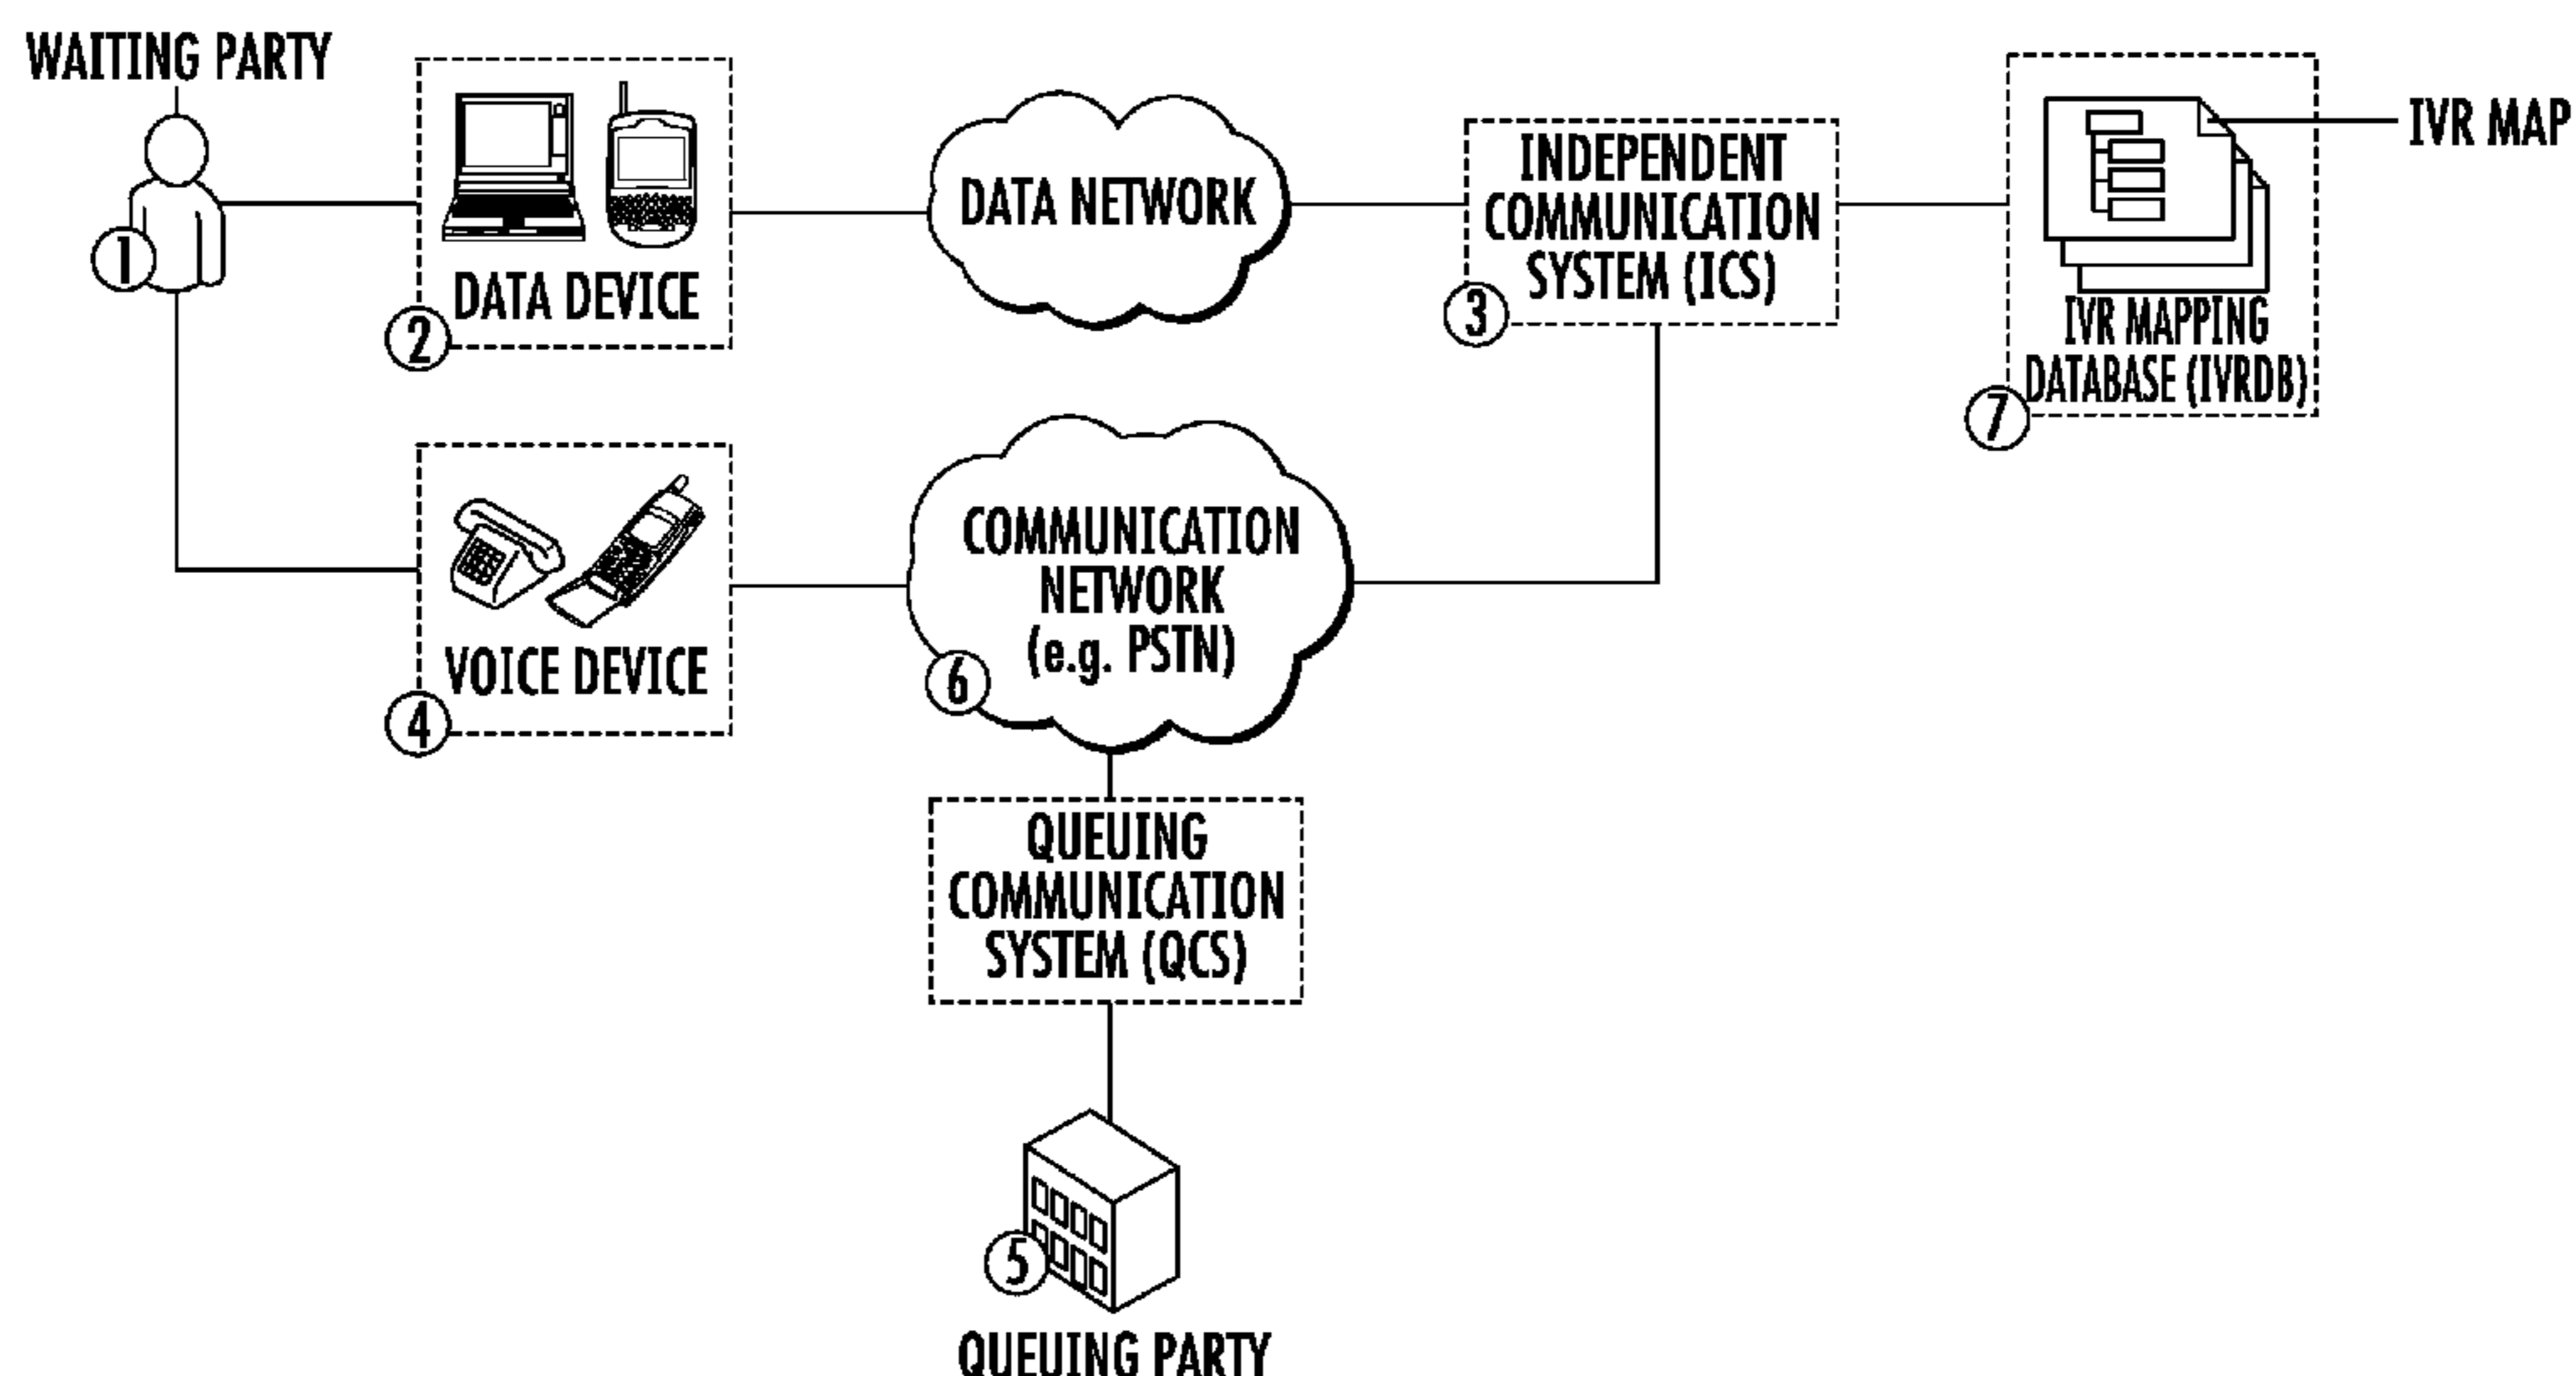 WAITING PARTY
1
DATA DEVICE
2
DATA NETWORK
INDEPENDENT
COMMUNICATION
SYSTEM (ICS)
3
IVR MAP
IVR MAPPING
DATABASE (IVRDB)
7
VOICE DEVICE
4
COMMUNICATION
NETWORK
(e.g. PSTN)
6
QUEUING
COMMUNICATION
SYSTEM (QCS)
5
QUEUING PARTY